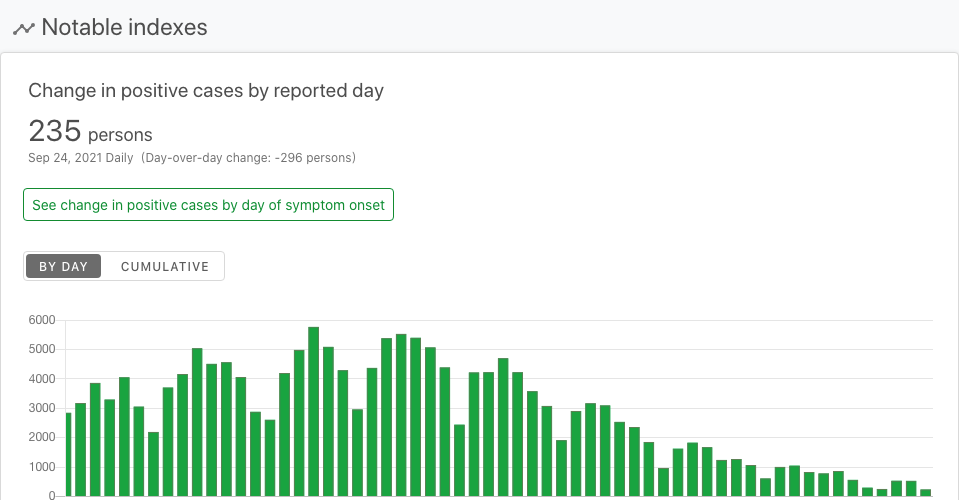 Notable indexes
Change in positive cases by reported day
235 persons
Sep 24, 2021 Daily (Day-over-day change: -296 persons)
See change in positive cases by day of symptom onset
BY DAY CUMULATIVE
6000
5000
4000
3000
2000
1000
0